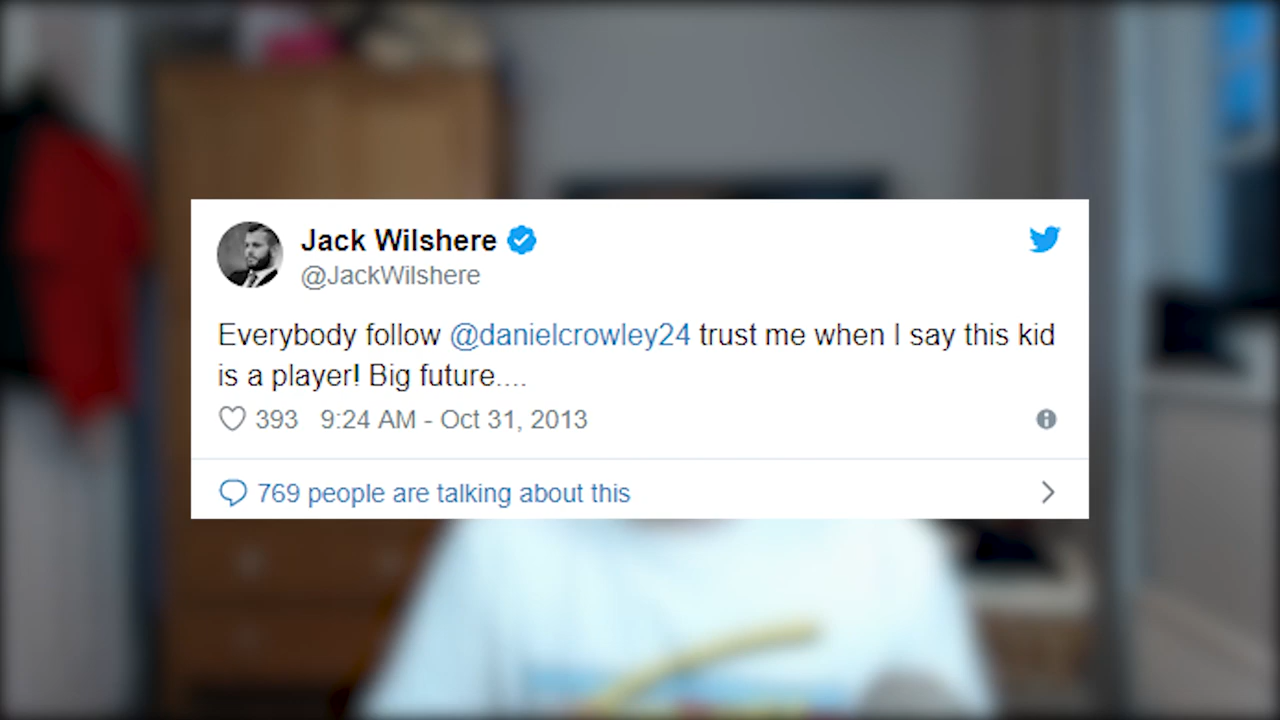 Jack Wilshere
@JackWilshere
Everybody follow @danielcrowley24 trust me when I say this kid
is a player! Big future....
393 9:24 AM - Oct 31, 2013
769 people are talking about this